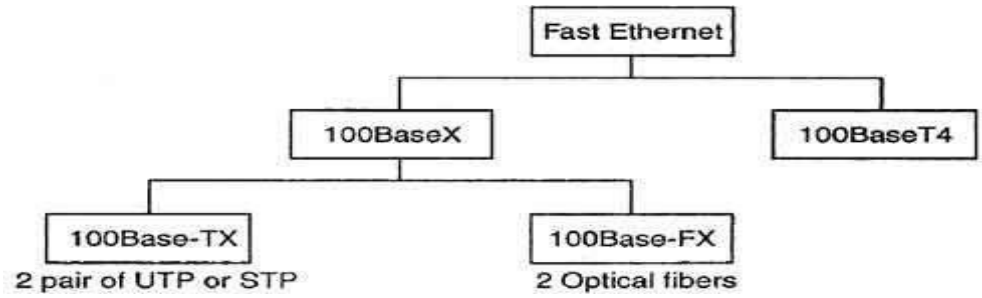 Fast Ethernet
100BaseX
100BaseT4
100Base-TX
100Base-FX
2 pair of UTP or STP
2 Optical fibers